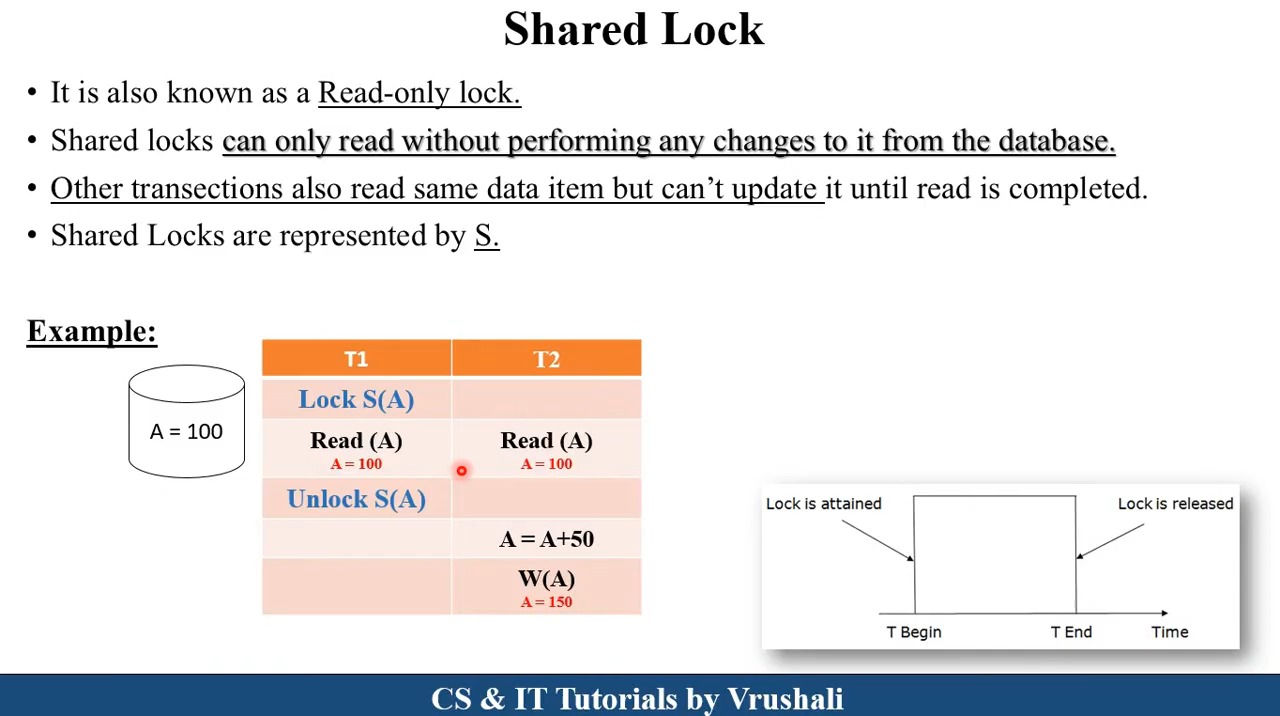 Shared Lock
• It is also known as a Read-only lock.
• Shared locks can only read without performing any changes to it from the database.
• Other transections also read same data item but can't update it until read is completed.
• Shared Locks are represented by S.
Example:
A = 100
T1 T2
Lock S(A)
Read (A) Read (A)
A = 100 A = 100
Unlock S(A)
A = A+50
W(A)
A = 150
Lock is attained Lock is released
T Begin T End Time
CS & IT Tutorials by Vrushali